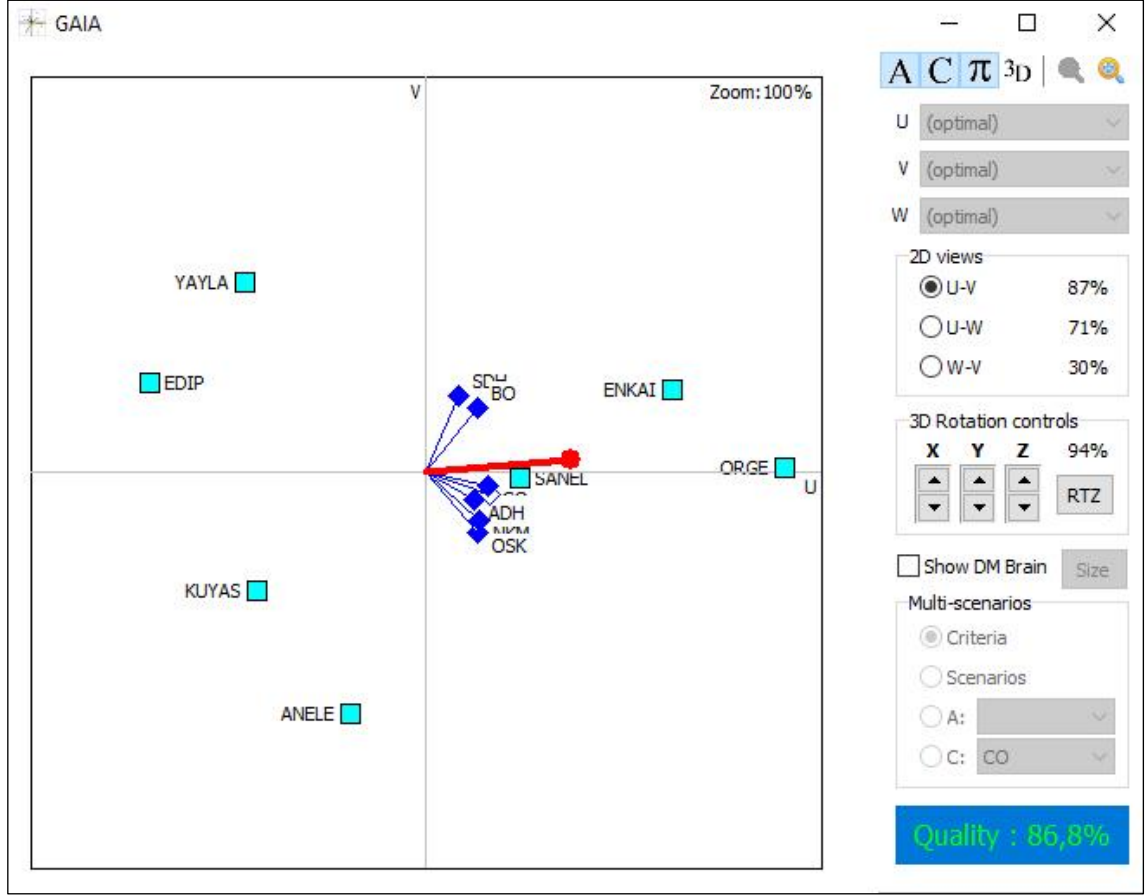 GAIA
A C π 3D
V
Zoom:100%
U (optimal)
V (optimal)
W (optimal)
2D views
U-V 87%
U-W 71%
W-V 30%
YAYLA
EDIP
SDH
BO
ENKAI
ORGE
U
SANEL
ADH
NKM
OSK
KUYAS
ANELE
3D Rotation controls
X Y Z 94%
RTZ
Show DM Brain Size
Multi-scenarios
Criteria
Scenarios
A:
C: CO
Quality : 86,8%